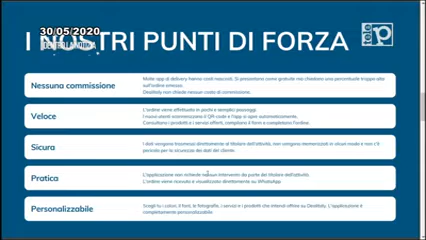 30/05/2020
I NOSTRI PUNTI DI FORZA
tele
Nessuna commissione
Molte app di delivery hanno costi nascosti. Si presentano come gratuite ma chiedono una percentuale troppo alta
sull'ordine emesso.
Dealitaly non chiede nessun costo di commissione.
Veloce
L'ordine viene effettuato in pochi e semplici passaggi.
I nuovi utenti scannerizzano il QR code e l'app si apre automaticamente.
Consultano i prodotti e i servizi offerti, compilano il form e completano l'ordine.
Sicura
I dati vengono trasmessi direttamente al titolare dell'attività, non vengono memorizzati in alcun modo e non c'è
pericolo per la sicurezza dei dati del cliente.
Pratica
L'applicazione non richiede nessun intervento da parte del titolare dell'attività.
L'ordine viene ricevuto e visualizzato direttamente su WhatsApp
Personalizzabile
Scegli tu i colori, il font, le fotografie, i servizi e i prodotti che intendi offrire su Dealitaly. L'applicazione è
completamente personalizzabile